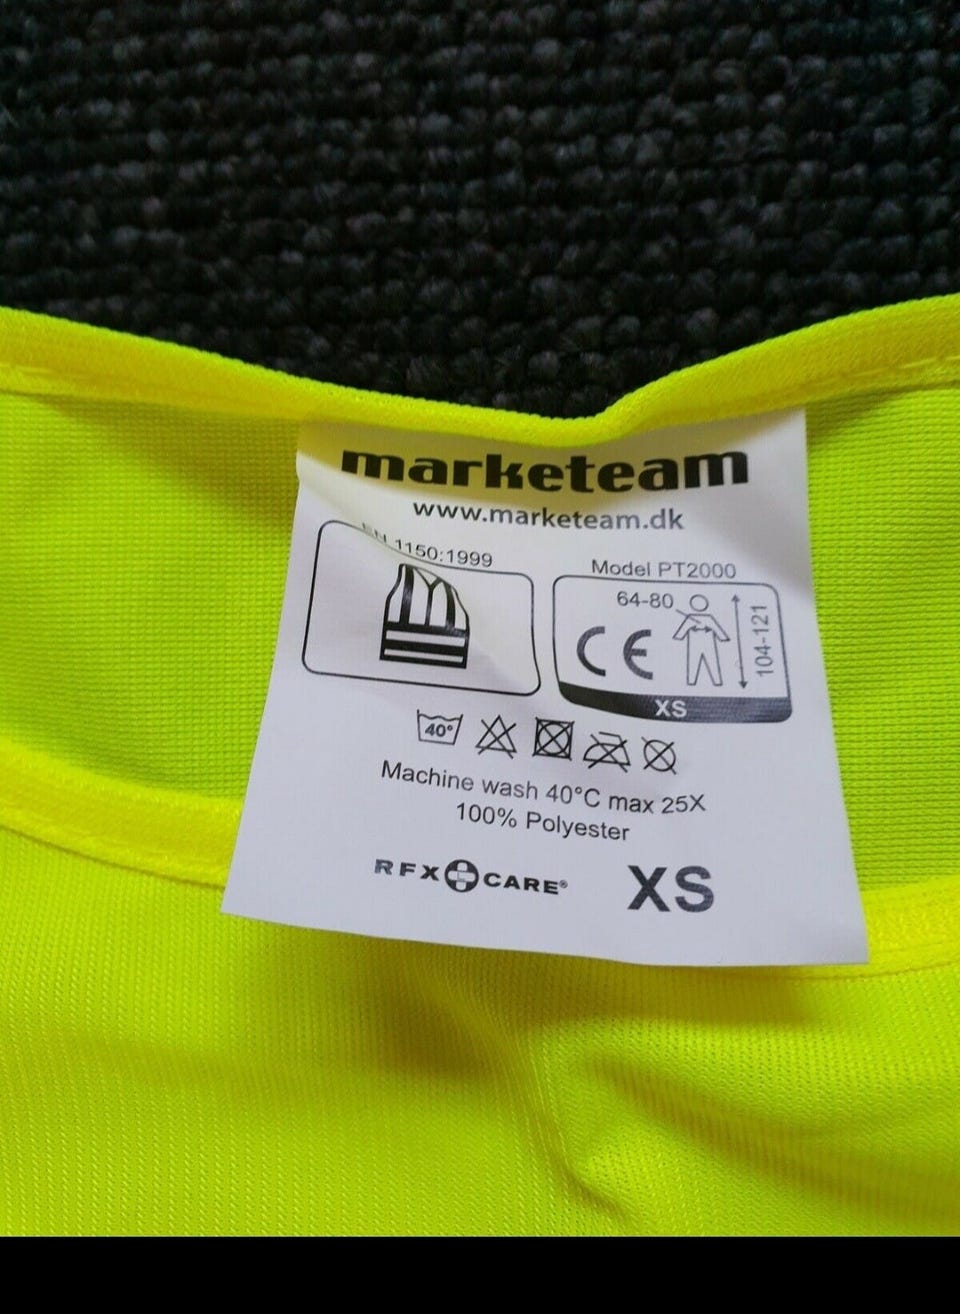 marketeam
www.marketeam.dk
EN 1150:1999
Model PT2000
64-80
104-121
CE
XS
40°
Machine wash 40°C max 25X
100% Polyester
RFX CARE®
XS